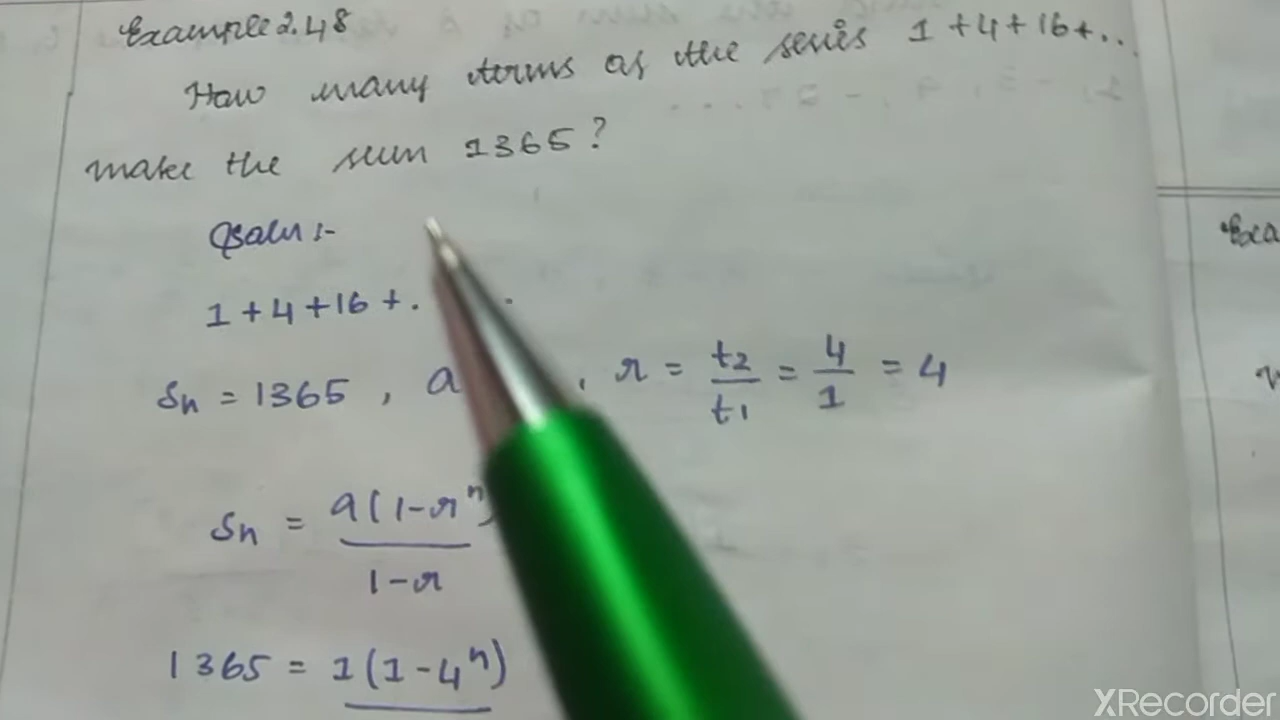 Example 2.48
How many terms of the series 1 + 4 + 16 + ...
make the sum 1365?
Soln :-
1 + 4 + 16 + .
Sn = 1365 , a , r = t2/t1 = 4/1 = 4
Sn = a(1-r^n)
1-r
1365 = 1(1-4^n)
Exa
XRecorder